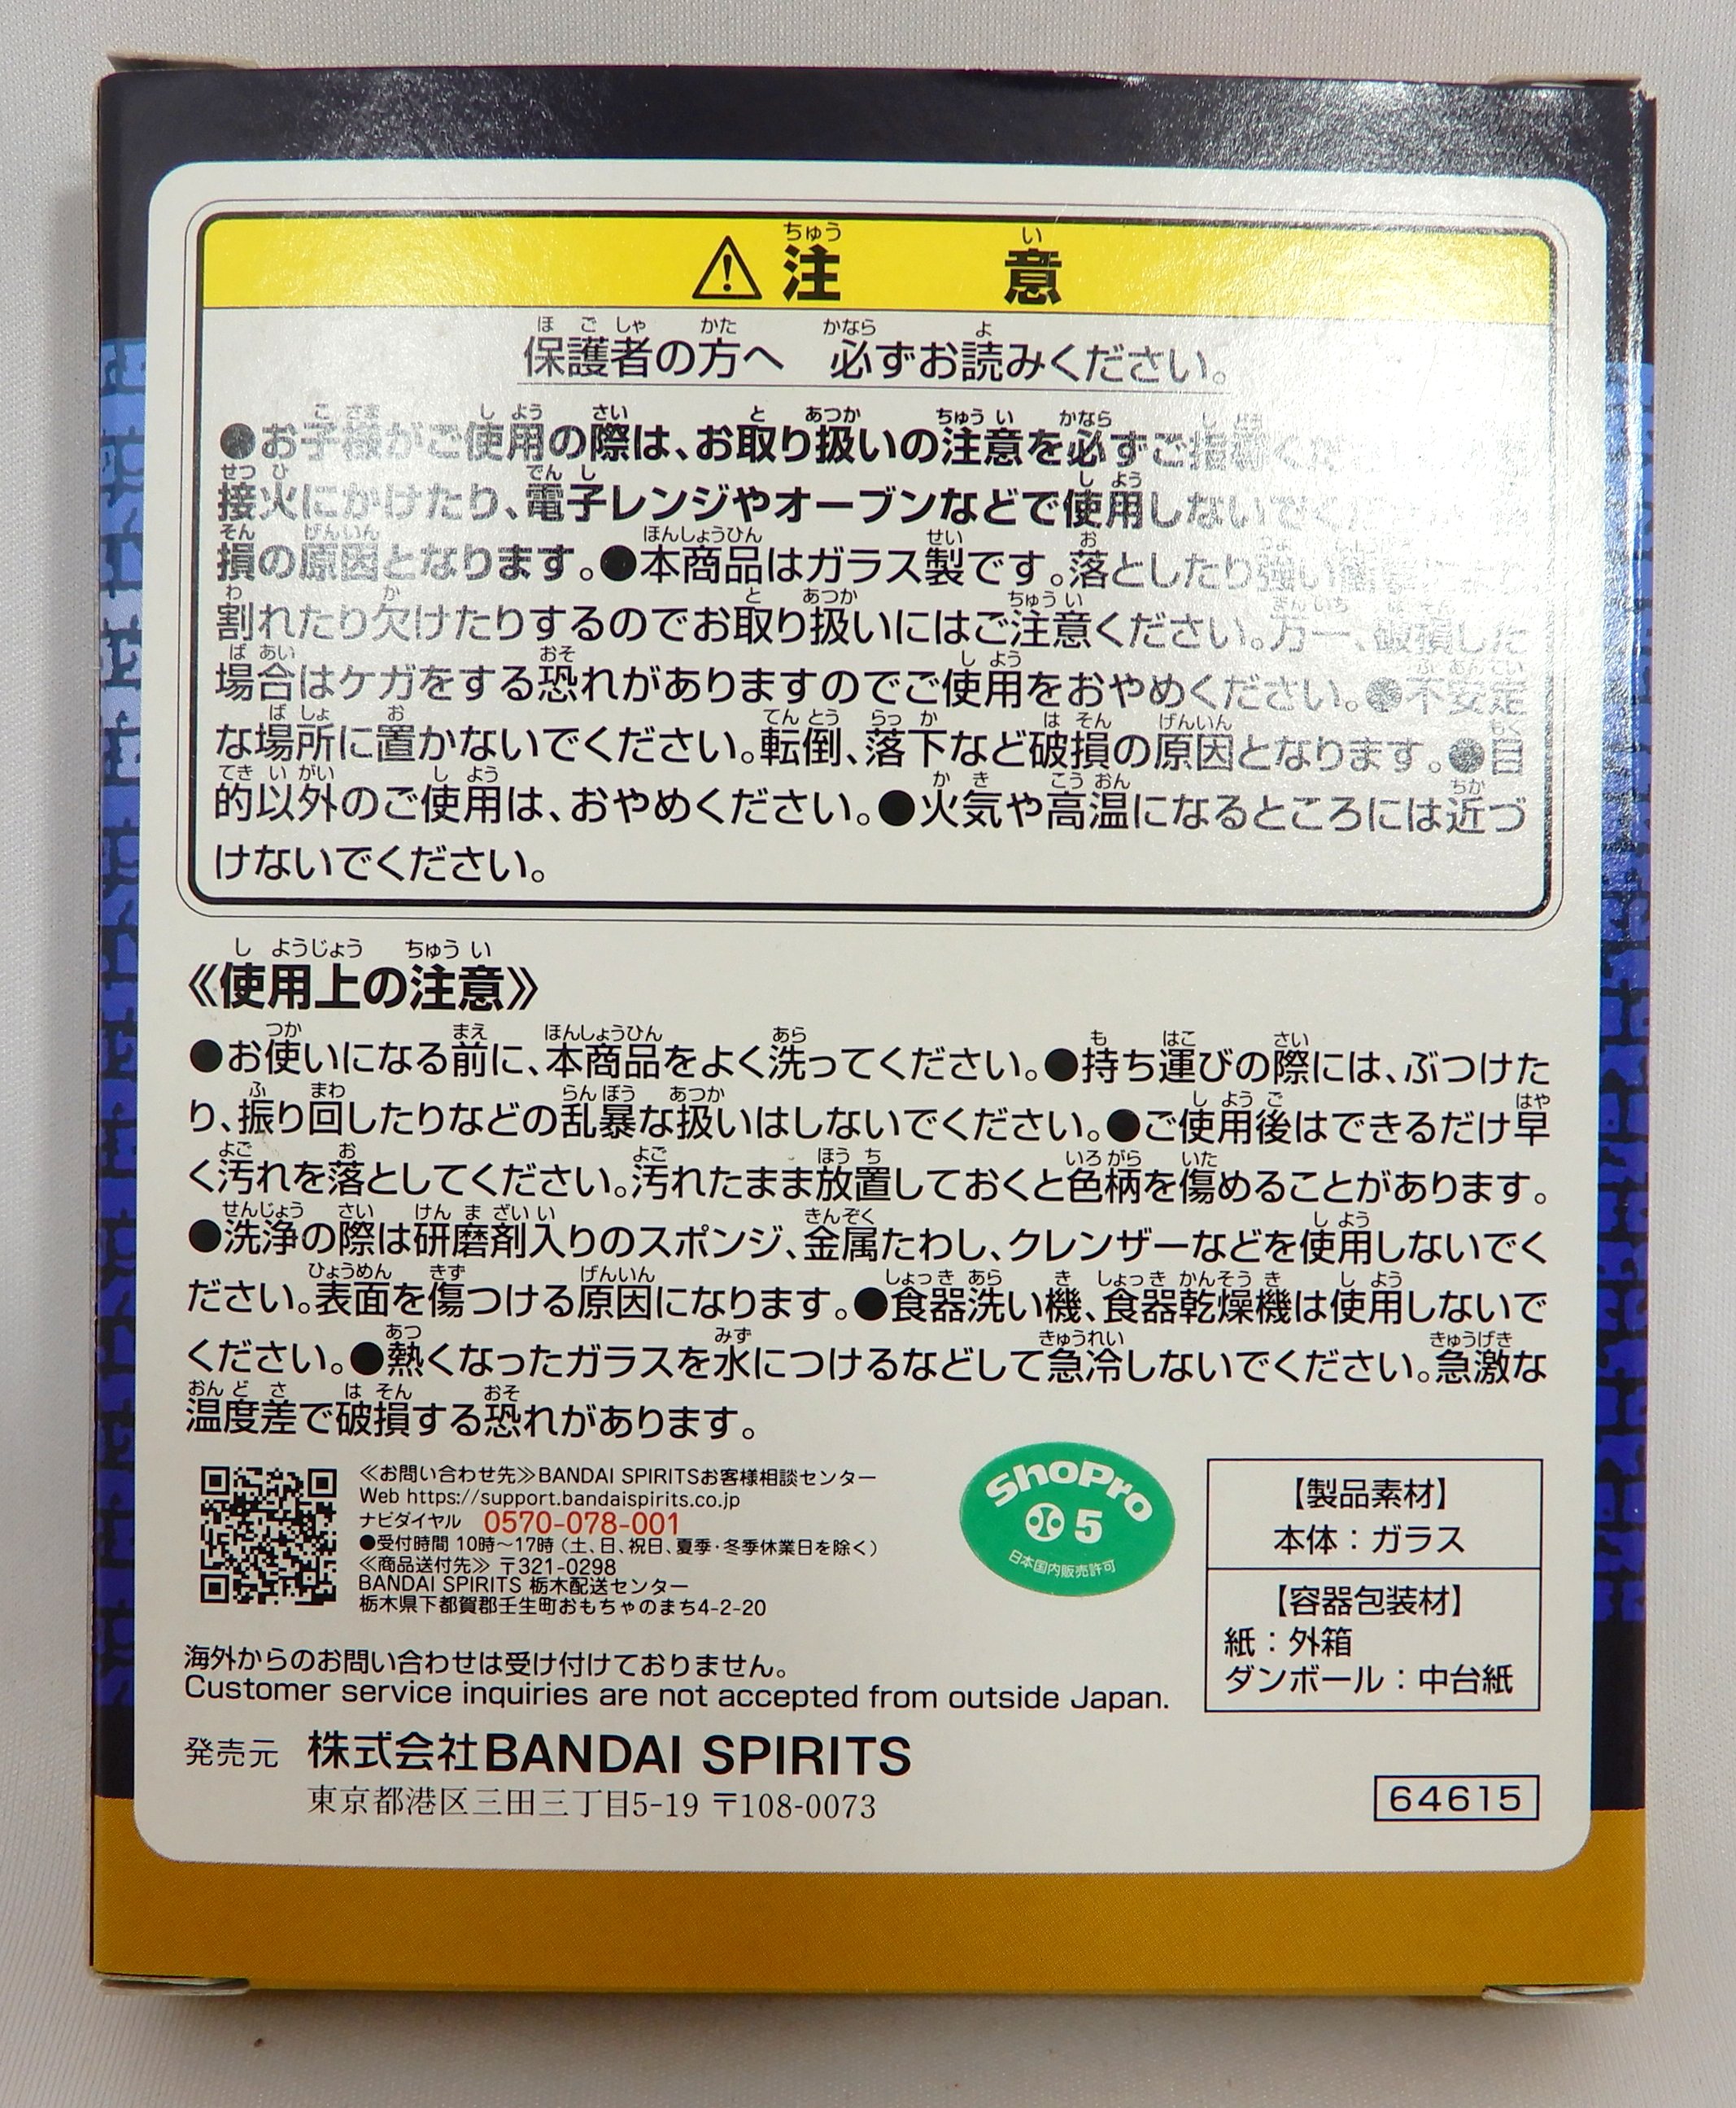 ⚠注意
保護者の方へ 必ずお読みください。
●お子様がご使用の際は、お取り扱いの注意を必ずご指導くだ
接火にかけたり、電子レンジやオーブンなどで使用しないでく
損の原因となります。●本商品はガラス製です。落としたり強い衝撃
割れたり欠けたりするのでお取り扱いにはご注意ください。万一、破損した
場合はケガをする恐れがありますのでご使用をおやめください。●不安定
な場所に置かないでください。転倒、落下など破損の原因となります。●目
的以外のご使用は、おやめください。●火気や高温になるところには近づ
けないでください。
《使用上の注意》
●お使いになる前に、本商品をよく洗ってください。●持ち運びの際には、ぶつけた
り、振り回したりなどの乱暴な扱いはしないでください。●ご使用後はできるだけ早
く汚れを落としてください。汚れたまま放置しておくと色柄を傷めることがあります。
●洗浄の際は研磨剤入りのスポンジ、金属たわし、クレンザーなどを使用しないでく
ださい。表面を傷つける原因になります。●食器洗い機、食器乾燥機は使用しないで
ください。●熱くなったガラスを水につけるなどして急冷しないでください。急激な
温度差で破損する恐れがあります。
≪お問い合わせ先≫BANDAI SPIRITSお客様相談センター
Web https://support.bandaispirits.co.jp
ナビダイヤル 0570-078-001
●受付時間 10時~17時(土、日、祝日、夏季・冬季休業日を除く)
≪商品送付先≫ 〒321-0298
BANDAI SPIRITS 栃木配送センター
栃木県下都賀郡壬生町おもちゃのまち4-2-20
ShoPro
5
日本国内販売許可
【製品素材】
本体:ガラス
【容器包装材】
紙:外箱
ダンボール:中台紙
海外からのお問い合わせは受け付けておりません。
Customer service inquiries are not accepted from outside Japan.
発売元 株式会社BANDAI SPIRITS
東京都港区三田三丁目5-19 〒108-0073
64615